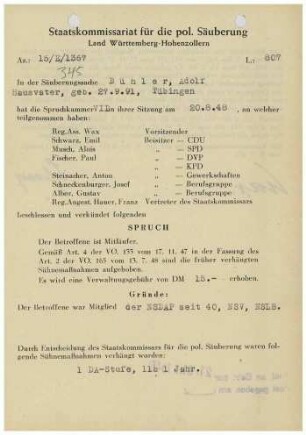 Staatskommissariat für die pol. Säuberung
Land Württemberg-Hohenzollern
Az.: 15/E/1367 L.: 807
345
In der Säuberungssache Bühler, Adolf
Hausvater, geb. 27.9.91, Tübingen
hat die Spruchkammer VII in ihrer Sitzung am 20.8.48, an welcher
teilgenommen haben:
Reg.Ass. Wax Vorsitzender
Schwarz, Emil Beisitzer — CDU
Musch, Alois „ — SPD
Fischer, Paul „ — DVP
„ — KPD
Steinacher, Anton „ — Gewerkschaften
Schneckenburger, Josef „ — Berufsgruppe
Alber, Gustav „ — Berufsgruppe
Reg.Angest. Hauer, Franz - Vertreter des Staatskommissars
beschlossen und verkündet folgenden
SPRUCH
Der Betroffene ist Mitläufer.
Gemäß Art. 4 der VO. 133 vom 17. 11. 47 in der Fassung des
Art. 2 der VO. 165 vom 13. 7. 48 sind die früher verhängten
Sühnemaßnahmen aufgehoben.
Es wird eine Verwaltungsgebühr von DM 15.— erhoben.
Gründe:
Der Betroffene war Mitglied der NSDAP seit 40, NSV, NSLB.
Durch Entscheidung des Staatskommissars für die pol. Säuberung waren folgende
Sühnemaßnahmen verhängt worden:
1 DA-Stufe, IIb 1 Jahr.